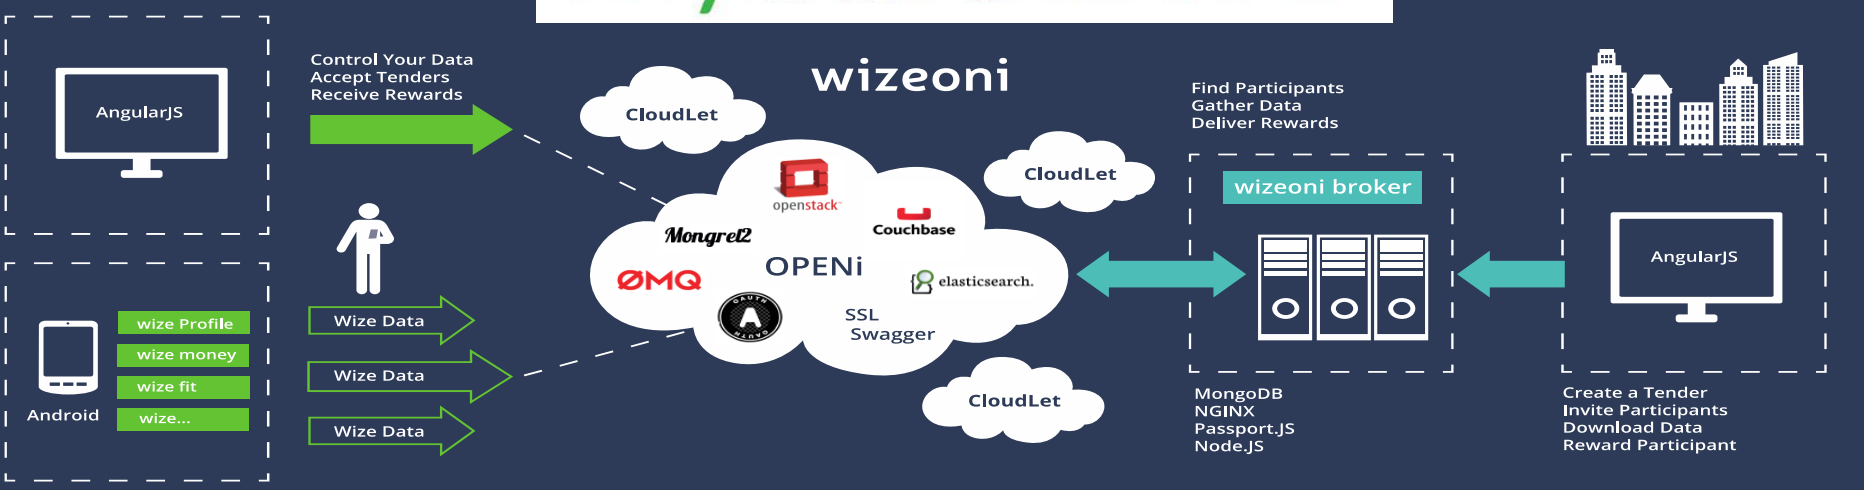 AngularJS
Control Your Data
Accept Tenders
Receive Rewards
wizeoni
CloudLet
CloudLet
openstack
Mongrel2
Couchbase
OPENi
ØMQ
elasticsearch.
OAUTH
A
OAUTH
SSL
Swagger
CloudLet
Find Participants
Gather Data
Deliver Rewards
wizeoni broker
MongoDB
NGINX
Passport.JS
Node.JS
AngularJS
Create a Tender
Invite Participants
Download Data
Reward Participant
Android
wize Profile
wize money
wize fit
wize...
Wize Data
Wize Data
Wize Data